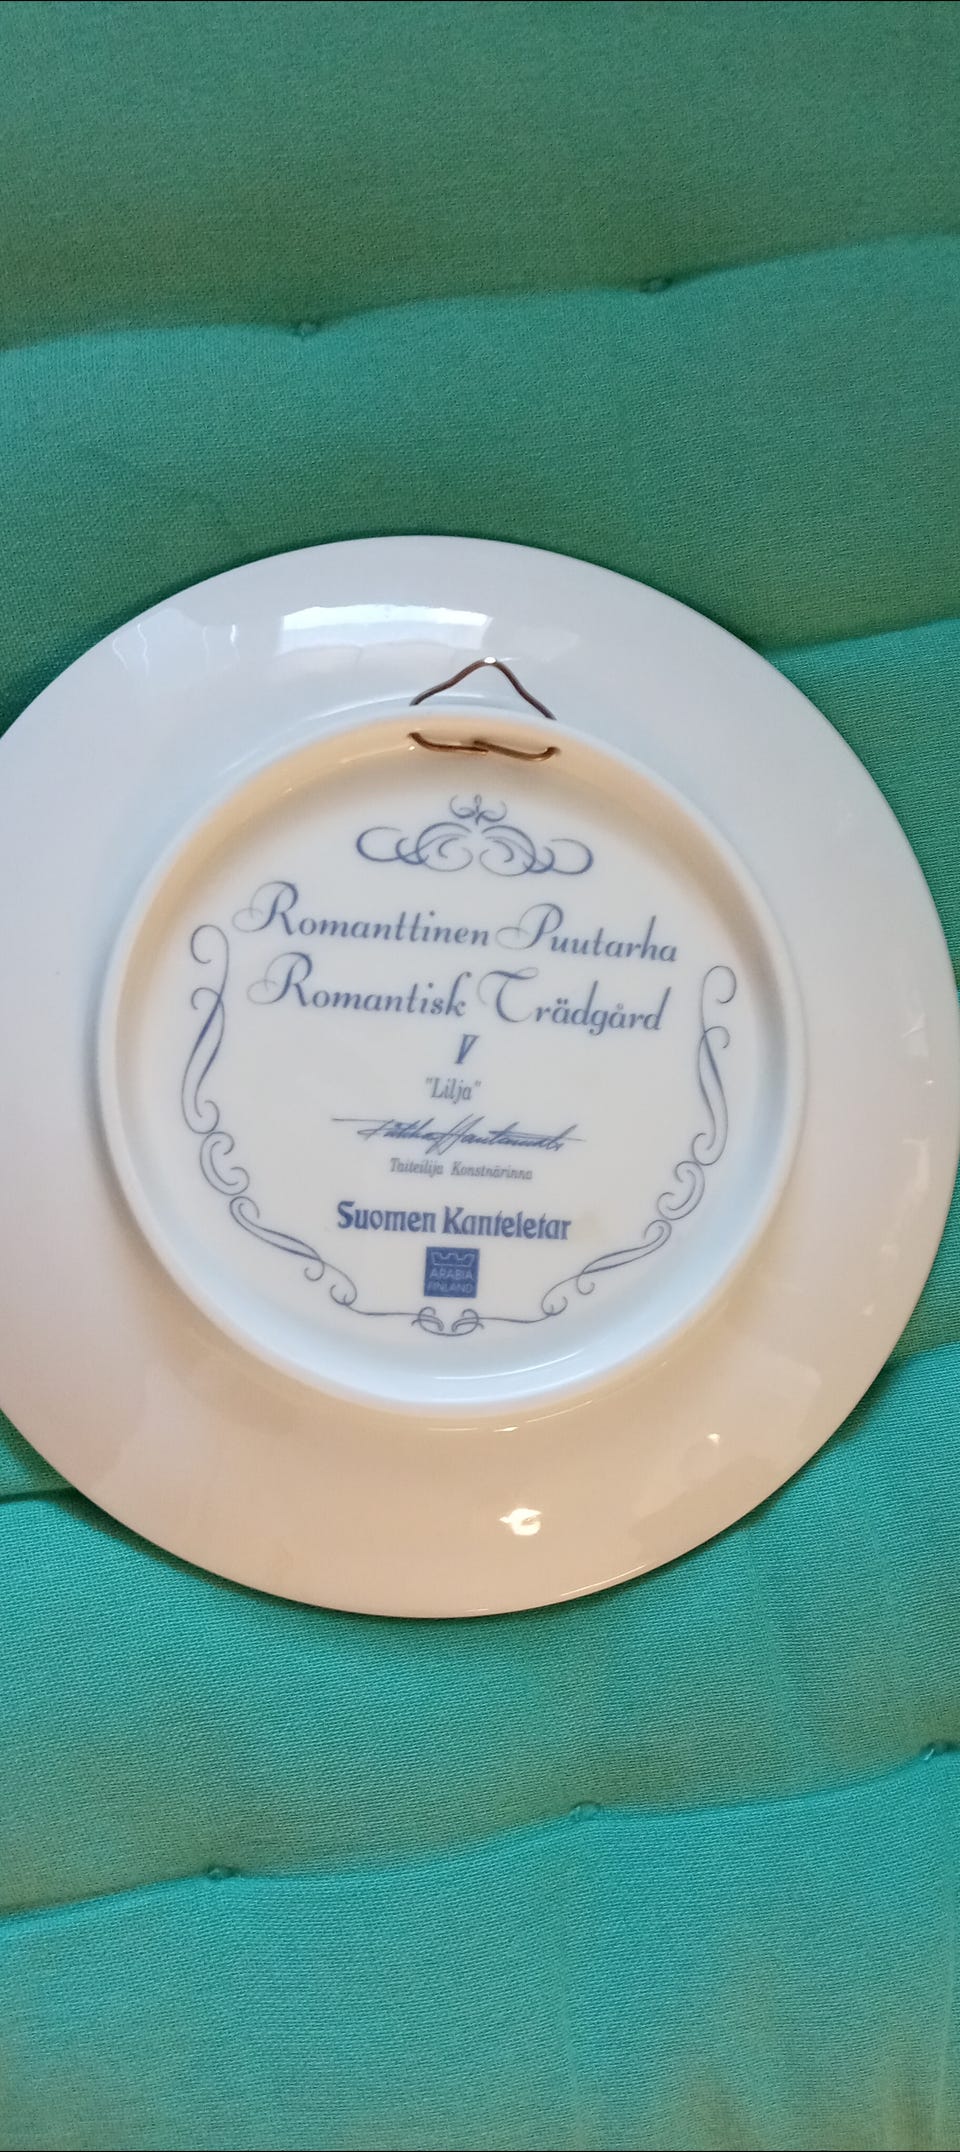 Romanttinen Puutarha
Romantisk Trädgård
V
"Lilja"
Taiteilija Konstnärinna
Suomen Kanteletar
ARABIA
FINLAND